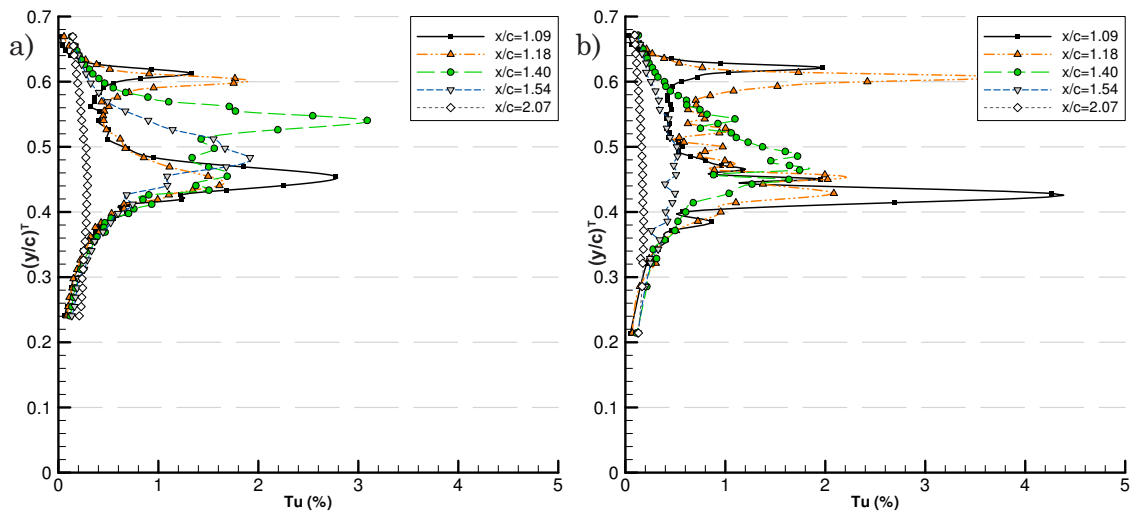 a)
0.7
0.6
0.5
0.4
0.3
0.2
0.1
0
(y/c)ᵀ
0 1 2 3 4 5
Tu (%)
x/c=1.09
x/c=1.18
x/c=1.40
x/c=1.54
x/c=2.07
b)
0.7
0.6
0.5
0.4
0.3
0.2
0.1
0
(y/c)ᵀ
0 1 2 3 4 5
Tu (%)
x/c=1.09
x/c=1.18
x/c=1.40
x/c=1.54
x/c=2.07